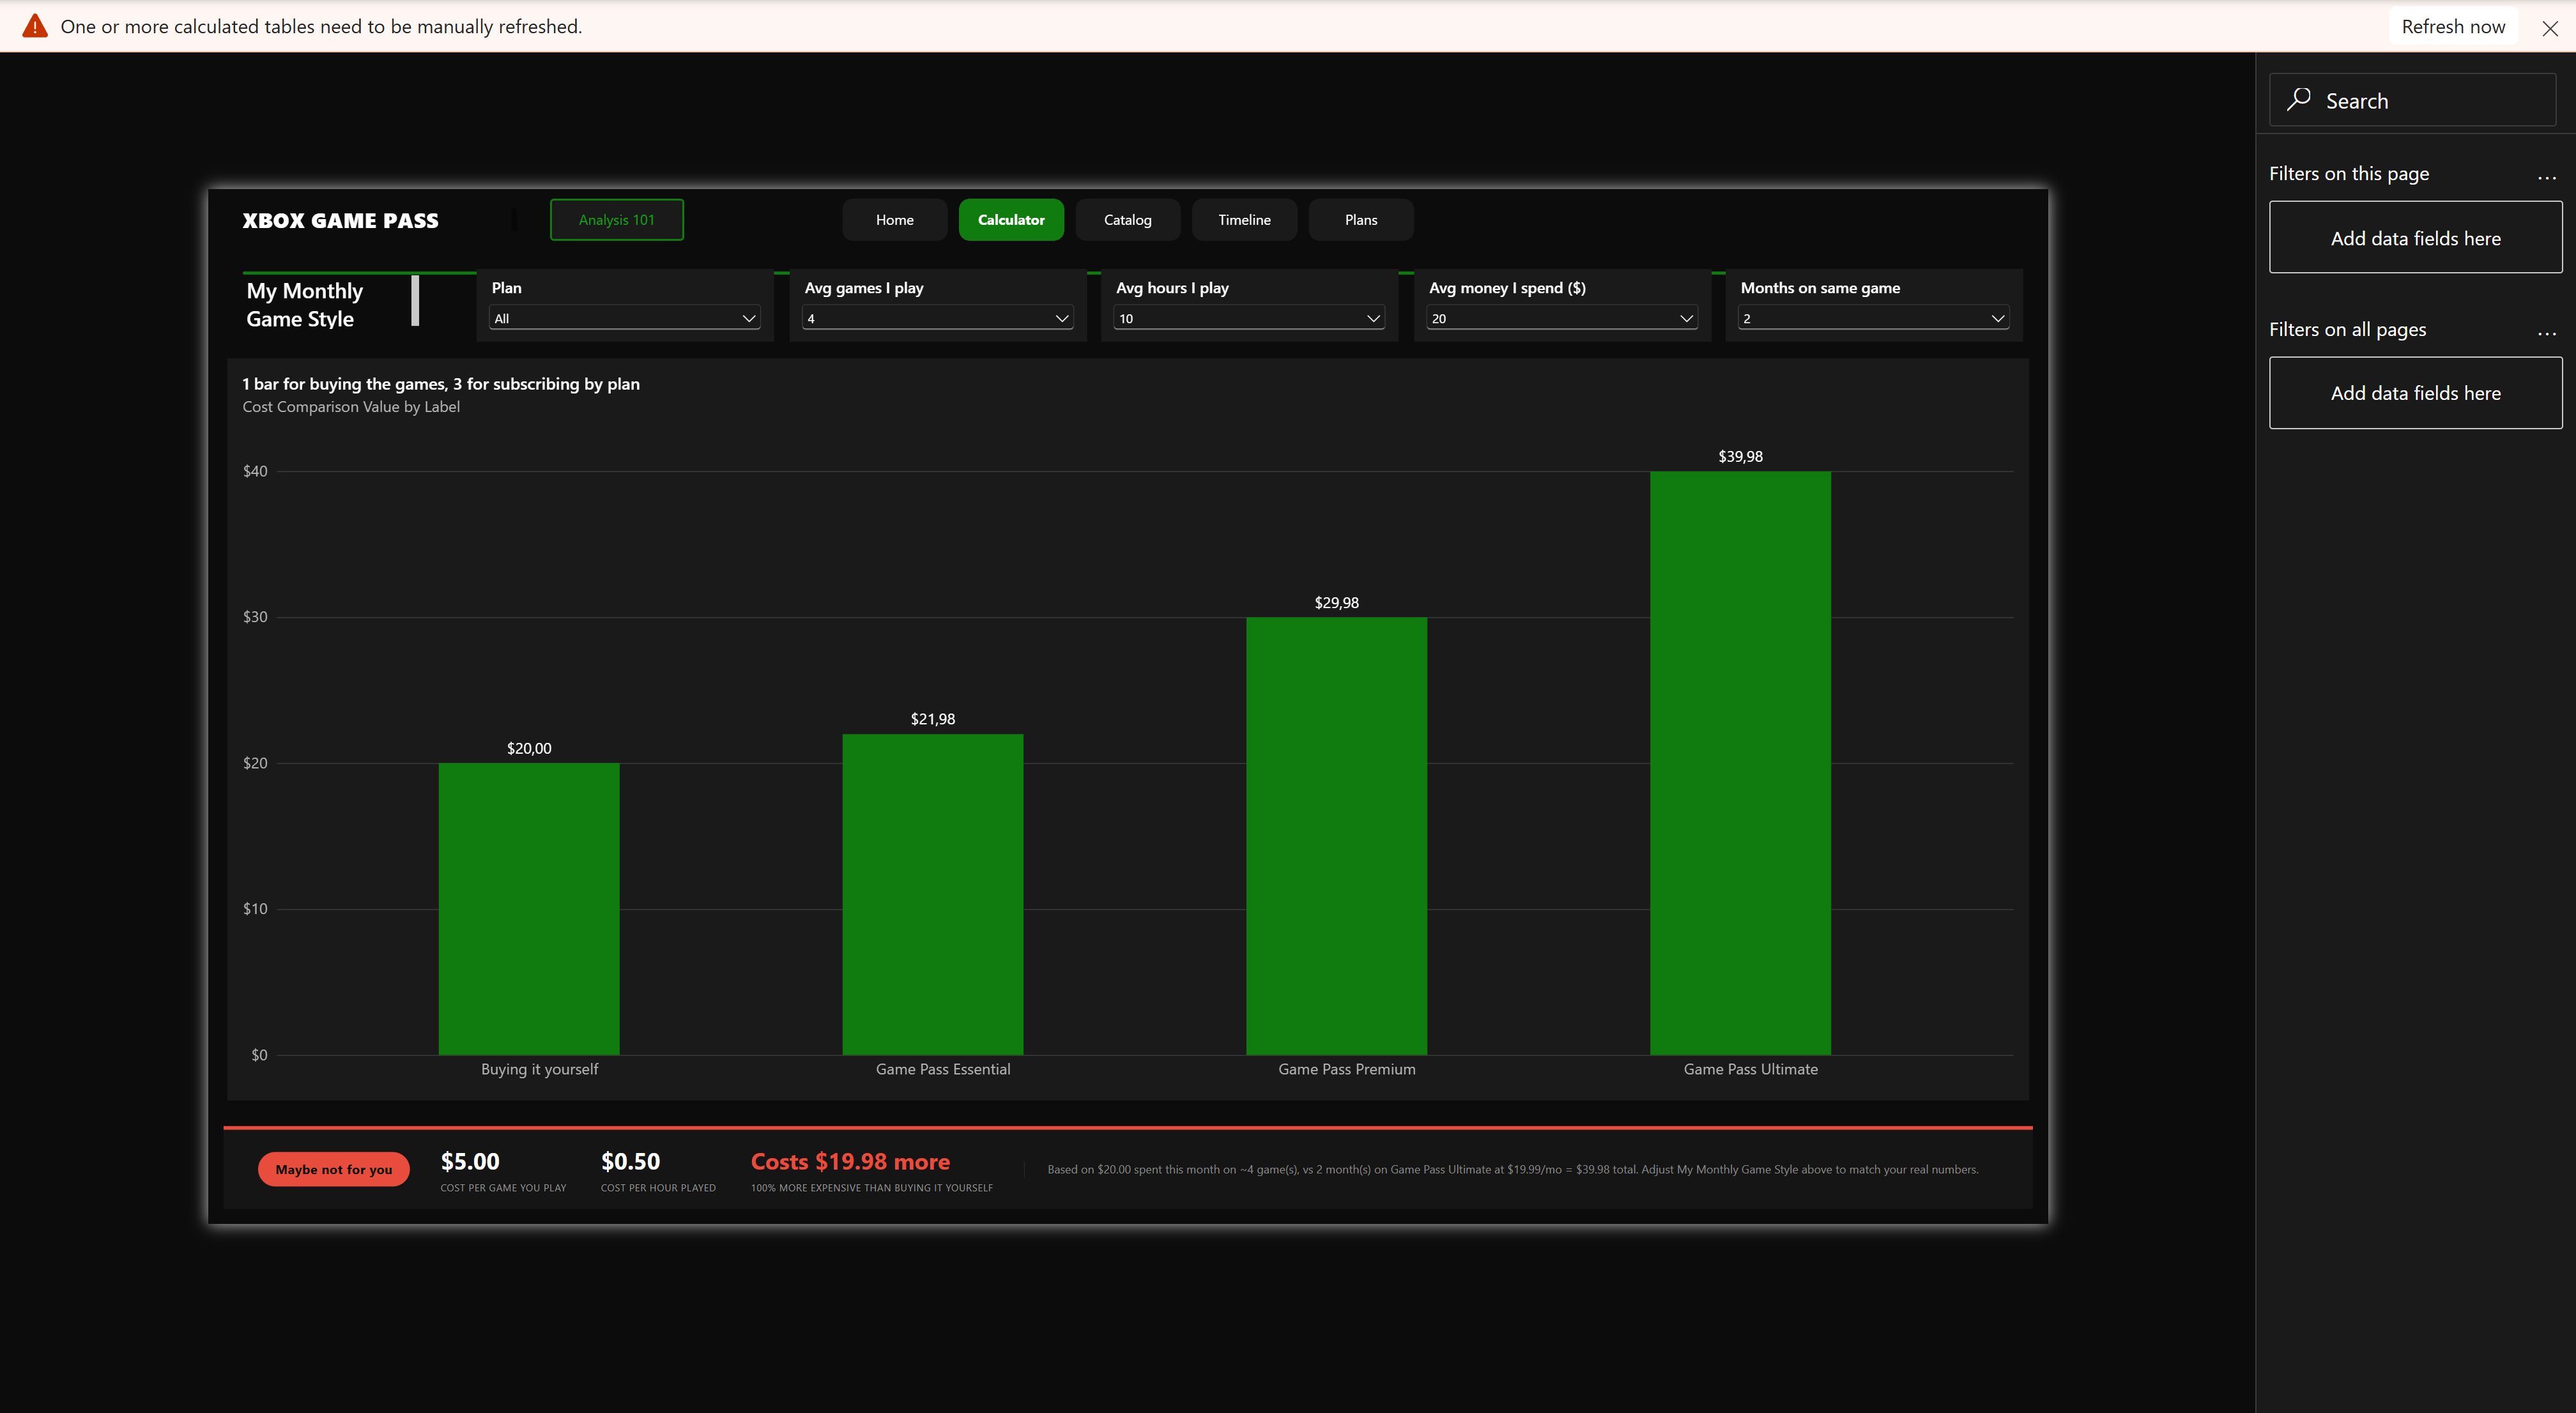 One or more calculated tables need to be manually refreshed.
Refresh now
Search
Filters on this page
...
Add data fields here
Filters on all pages
...
Add data fields here
XBOX GAME PASS
Analysis 101
Home
Calculator
Catalog
Timeline
Plans
My Monthly
Game Style
Plan
All
Avg games I play
4
Avg hours I play
10
Avg money I spend ($)
20
Months on same game
2
1 bar for buying the games, 3 for subscribing by plan
Cost Comparison Value by Label
$40
$30
$20
$10
$0
$20,00
$21,98
$29,98
$39,98
Buying it yourself
Game Pass Essential
Game Pass Premium
Game Pass Ultimate
Maybe not for you
$5.00
COST PER GAME YOU PLAY
$0.50
COST PER HOUR PLAYED
Costs $19.98 more
100% MORE EXPENSIVE THAN BUYING IT YOURSELF
Based on $20.00 spent this month on ~4 game(s), vs 2 month(s) on Game Pass Ultimate at $19.99/mo = $39.98 total. Adjust My Monthly Game Style above to match your real numbers.